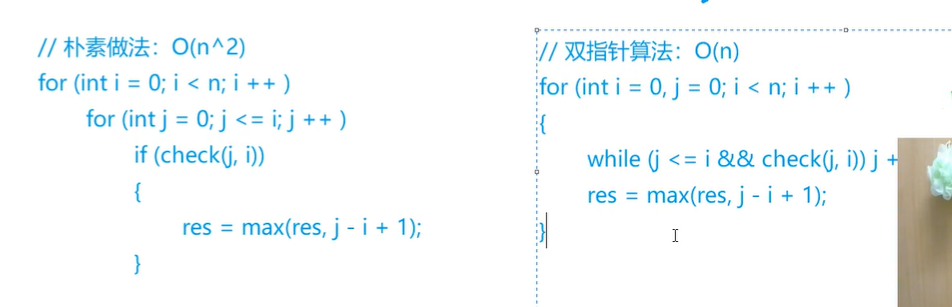 // 朴素做法：O(n^2)
for (int i = 0; i < n; i ++ )
for (int j = 0; j <= i; j ++ )
if (check(j, i))
{
res = max(res, j - i + 1);
}
// 双指针算法：O(n)
for (int i = 0, j = 0; i < n; i ++ )
{
while (j <= i && check(j, i)) j +
res = max(res, j - i + 1);
}